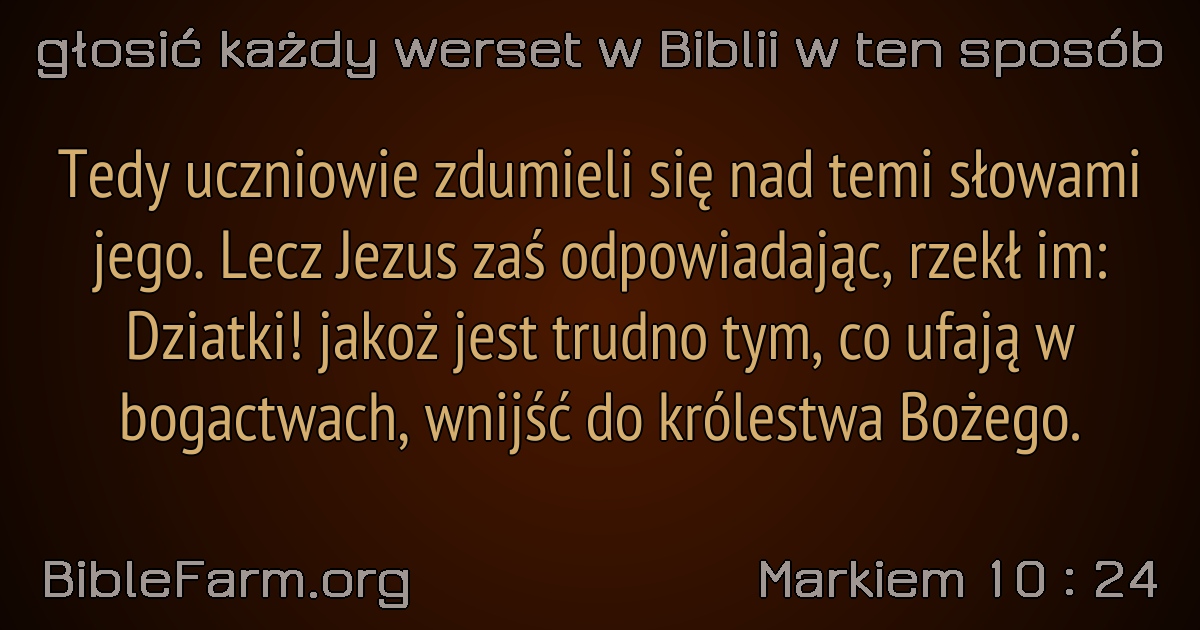 głosić każdy werset w Biblii w ten sposób
Tedy uczniowie zdumieli się nad temi słowami
jego. Lecz Jezus zaś odpowiadając, rzekł im:
Dziatki! jakoż jest trudno tym, co ufają w
bogactwach, wnijść do królestwa Bożego.
BibleFarm.org
Markiem 10 : 24